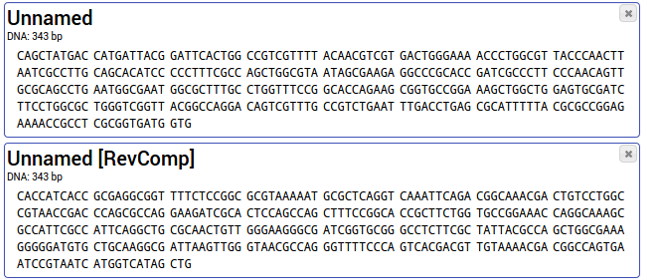 Unnamed
DNA: 343 bp
CAGCTATGAC CATGATTACG GATTCACTGG CCGTCGTTTT ACAACGTCGT GACTGGGAAA ACCCTGGCGT TACCCAACTT
AATCGCCTTG CAGCACATCC CCCTTTCGCC AGCTGGCGTA ATAGCGAAGA GGCCCGCACC GATCGCCCTT CCCAACAGTT
GCGCAGCCTG AATGGCGAAT GGCGCTTTGC CTGGTTTCCG GCACCAGAAG CGGTGCCGGA AAGCTGGCTG GAGTGCGATC
TTCCTGGCGC TGGGTCGGTT ACGGCCAGGA CAGTCGTTTG CCGTCTGAAT TTGACCTGAG CGCATTTTTA CGCGCCGGAG
AAAACCGCCT CGCGGTGATG GTG
Unnamed [RevComp]
DNA: 343 bp
CACCATCACC GCGAGGCGGT TTTCTCCGGC GCGTAAAAAT GCGCTCAGGT CAAATTCAGA CGGCAAACGA CTGTCCTGGC
CGTAACCGAC CCAGCGCCAG GAAGATCGCA CTCCAGCCAG CTTTCCGGCA CCGCTTCTGG TGCCGGAAAC CAGGCAAAGC
GCCATTCGCC ATTCAGGCTG CGCAACTGTT GGGAAGGGCG ATCGGTGCGG GCCTCTTCGC TATTACGCCA GCTGGCGAAA
GGGGGATGTG CTGCAAGGCG ATTAAGTTGG GTAACGCCAG GGTTTTCCCA GTCACGACGT TGTAAAACGA CGGCCAGTGA
ATCCGTAATC ATGGTCATAG CTG